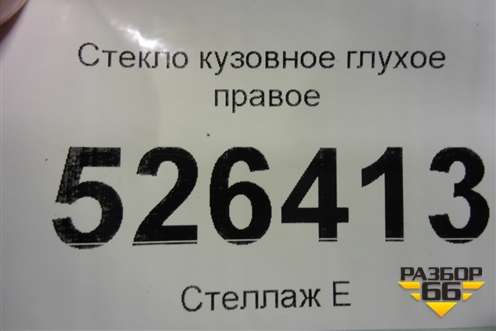 Стекло кузовное глухое
правое
526413
Стеллаж Е
РАЗБОР
66